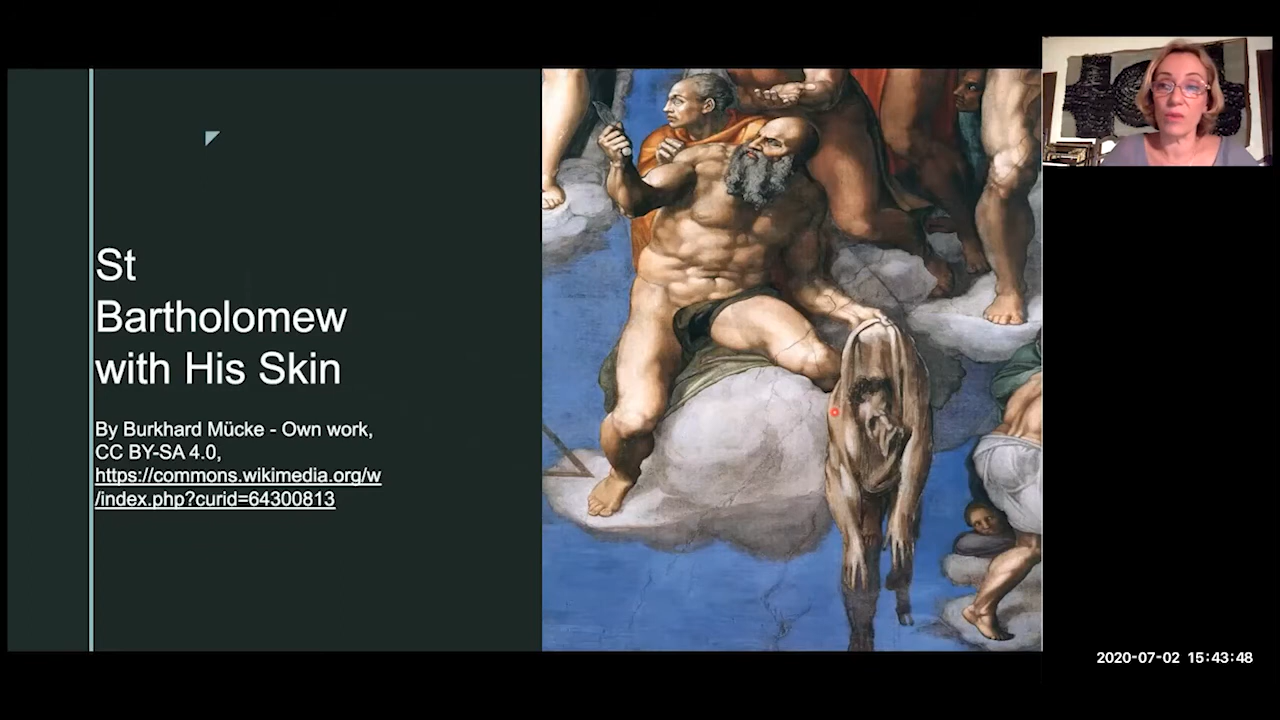 St
Bartholomew
with His Skin
By Burkhard Mücke - Own work,
CC BY-SA 4.0,
https://commons.wikimedia.org/w
/index.php?curid=64300813
2020-07-02 15:43:48